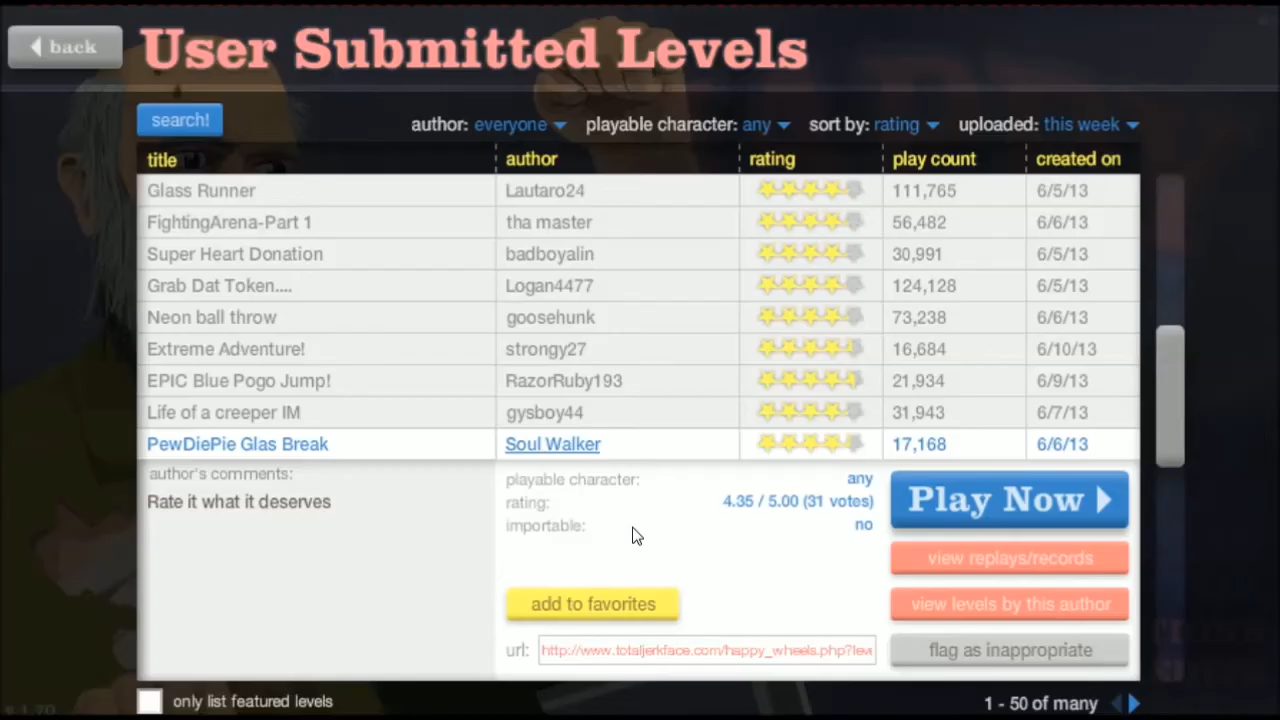 back
User Submitted Levels
search!
author: everyone playable character: any sort by: rating uploaded: this week
title author rating play count created on
Glass Runner Lautaro24 111,765 6/5/13
FightingArena-Part 1 tha master 56,482 6/6/13
Super Heart Donation badboyalin 30,991 6/5/13
Grab Dat Token.... Logan4477 124,128 6/5/13
Neon ball throw goosehunk 73,238 6/6/13
Extreme Adventure! strongy27 16,684 6/10/13
EPIC Blue Pogo Jump! RazorRuby193 21,934 6/9/13
Life of a creeper IM gysboy44 31,943 6/7/13
PewDiePie Glas Break Soul Walker 17,168 6/6/13
author's comments:
Rate it what it deserves
playable character: any
rating: 4.35 / 5.00 (31 votes)
importable: no
Play Now
view replays/records
add to favorites
view levels by this author
url: http://www.totaljerkface.com/happy_wheels.php?leve
flag as inappropriate
only list featured levels
1 - 50 of many